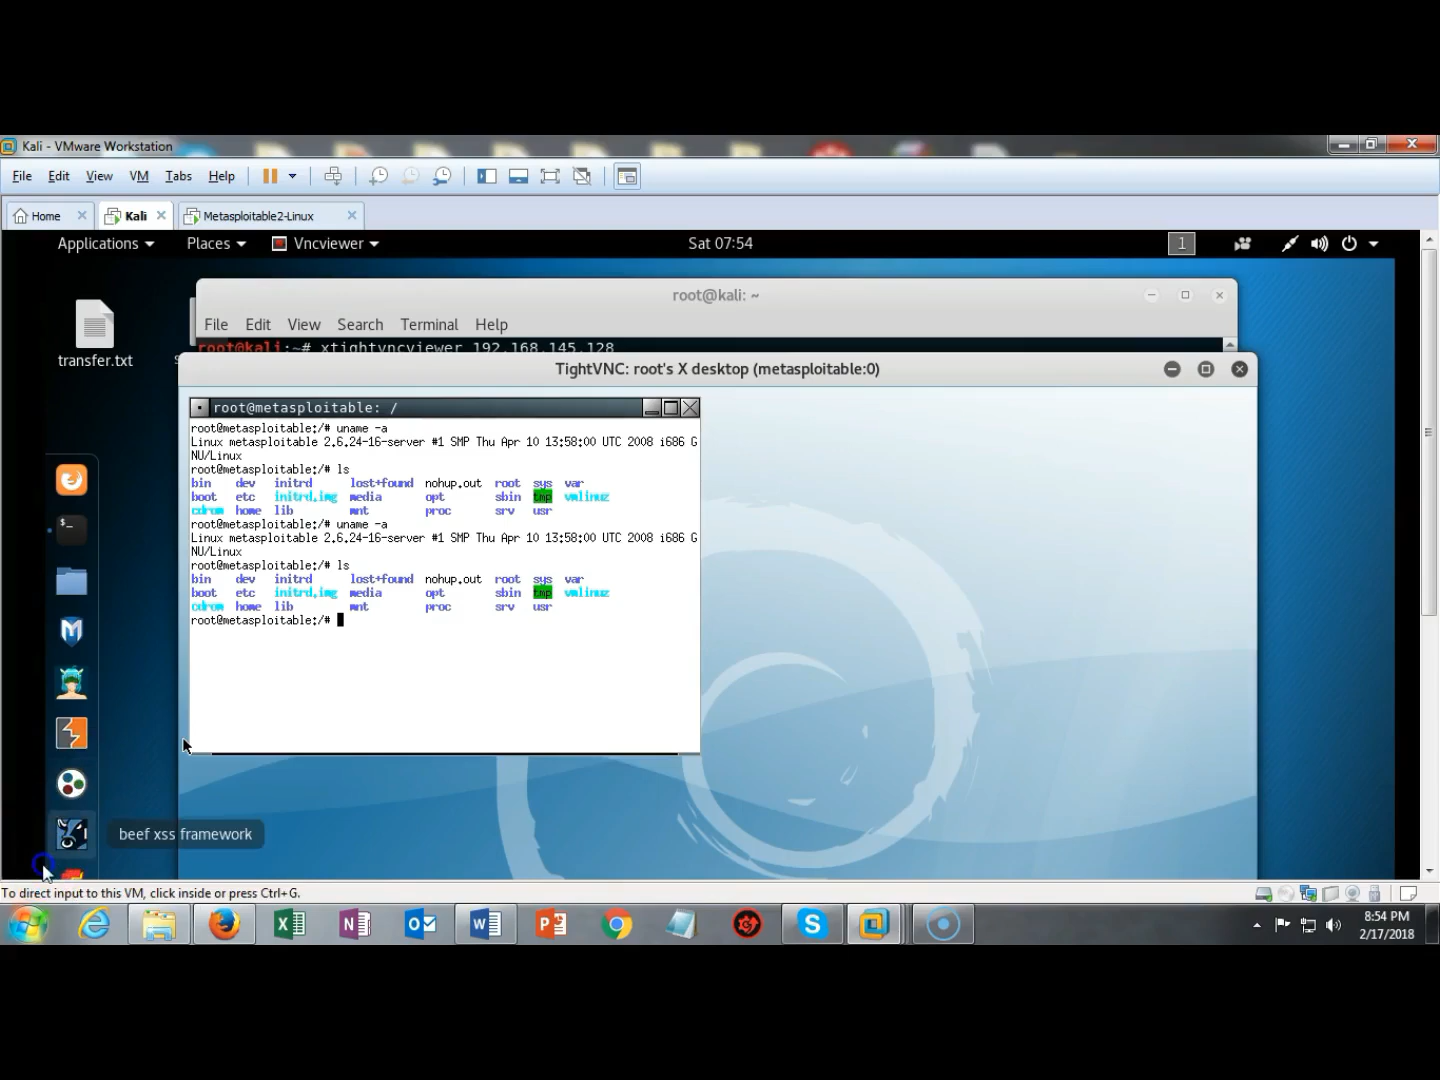 Kali - VMware Workstation
File Edit View VM Tabs Help
Home Kali Metasploitable2-Linux
Applications Places Vncviewer Sat 07:54 1
root@kali: ~
File Edit View Search Terminal Help
transfer.txt
root@kali:~# xtightvncviewer 192.168.145.128
TightVNC: root's X desktop (metasploitable:0)
root@metasploitable: /
root@metasploitable:/# uname -a
Linux metasploitable 2.6.24-16-server #1 SMP Thu Apr 10 13:58:00 UTC 2008 i686 G
NU/Linux
root@metasploitable:/# ls
bin dev initrd lost+found nohup.out root sys var
boot etc initrd.img media opt sbin tmp vmlinuz
cdrom home lib mnt proc srv usr
root@metasploitable:/# uname -a
Linux metasploitable 2.6.24-16-server #1 SMP Thu Apr 10 13:58:00 UTC 2008 i686 G
NU/Linux
root@metasploitable:/# ls
bin dev initrd lost+found nohup.out root sys var
boot etc initrd.img media opt sbin tmp vmlinuz
cdrom home lib mnt proc srv usr
root@metasploitable:/#
beef xss framework
To direct input to this VM, click inside or press Ctrl+G.
8:54 PM
2/17/2018